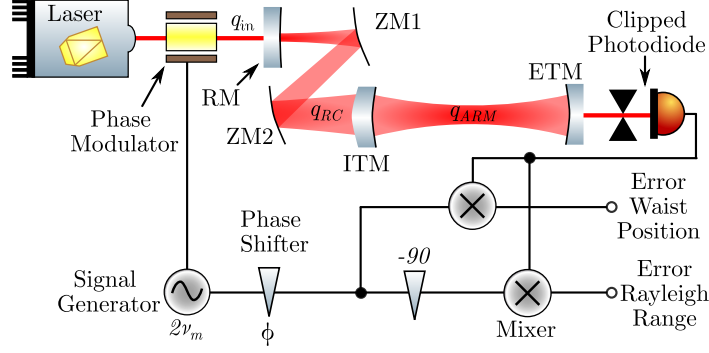 Laser
q_in
ZM1
Clipped
Photodiode
Phase
Modulator
RM
ZM2
q_RC
ITM
q_ARM
ETM
Error
Waist
Position
Phase
Shifter
-90
Signal
Generator
2ν_m
ϕ
Mixer
Error
Rayleigh
Range